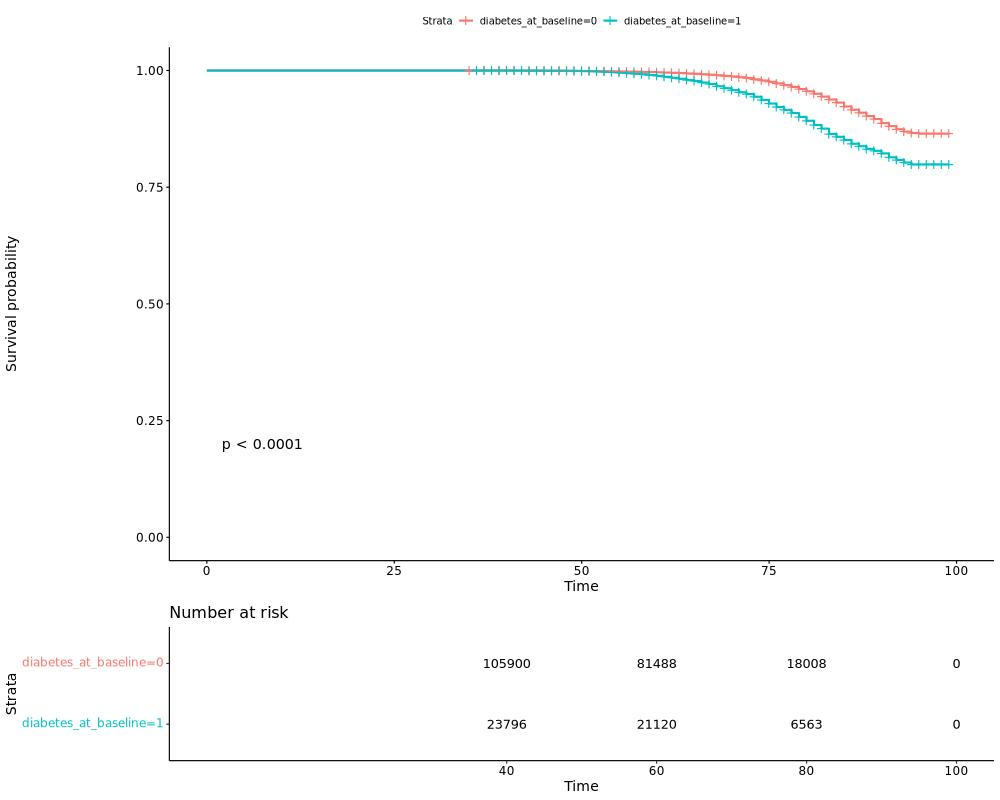 Strata diabetes_at_baseline=0 diabetes_at_baseline=1
Survival probability
1.00
0.75
0.50
0.25
0.00
p < 0.0001
0 25 50 75 100
Time
Number at risk
Strata
diabetes_at_baseline=0 105900 81488 18008 0
diabetes_at_baseline=1 23796 21120 6563 0
40 60 80 100
Time